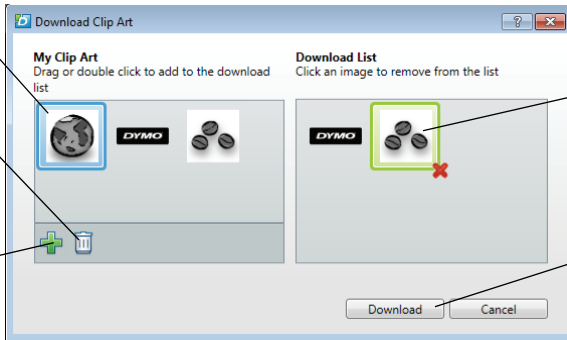 Download Clip Art
My Clip Art
Drag or double click to add to the download
list
DYMO
Download List
Click an image to remove from the list
DYMO
Download
Cancel